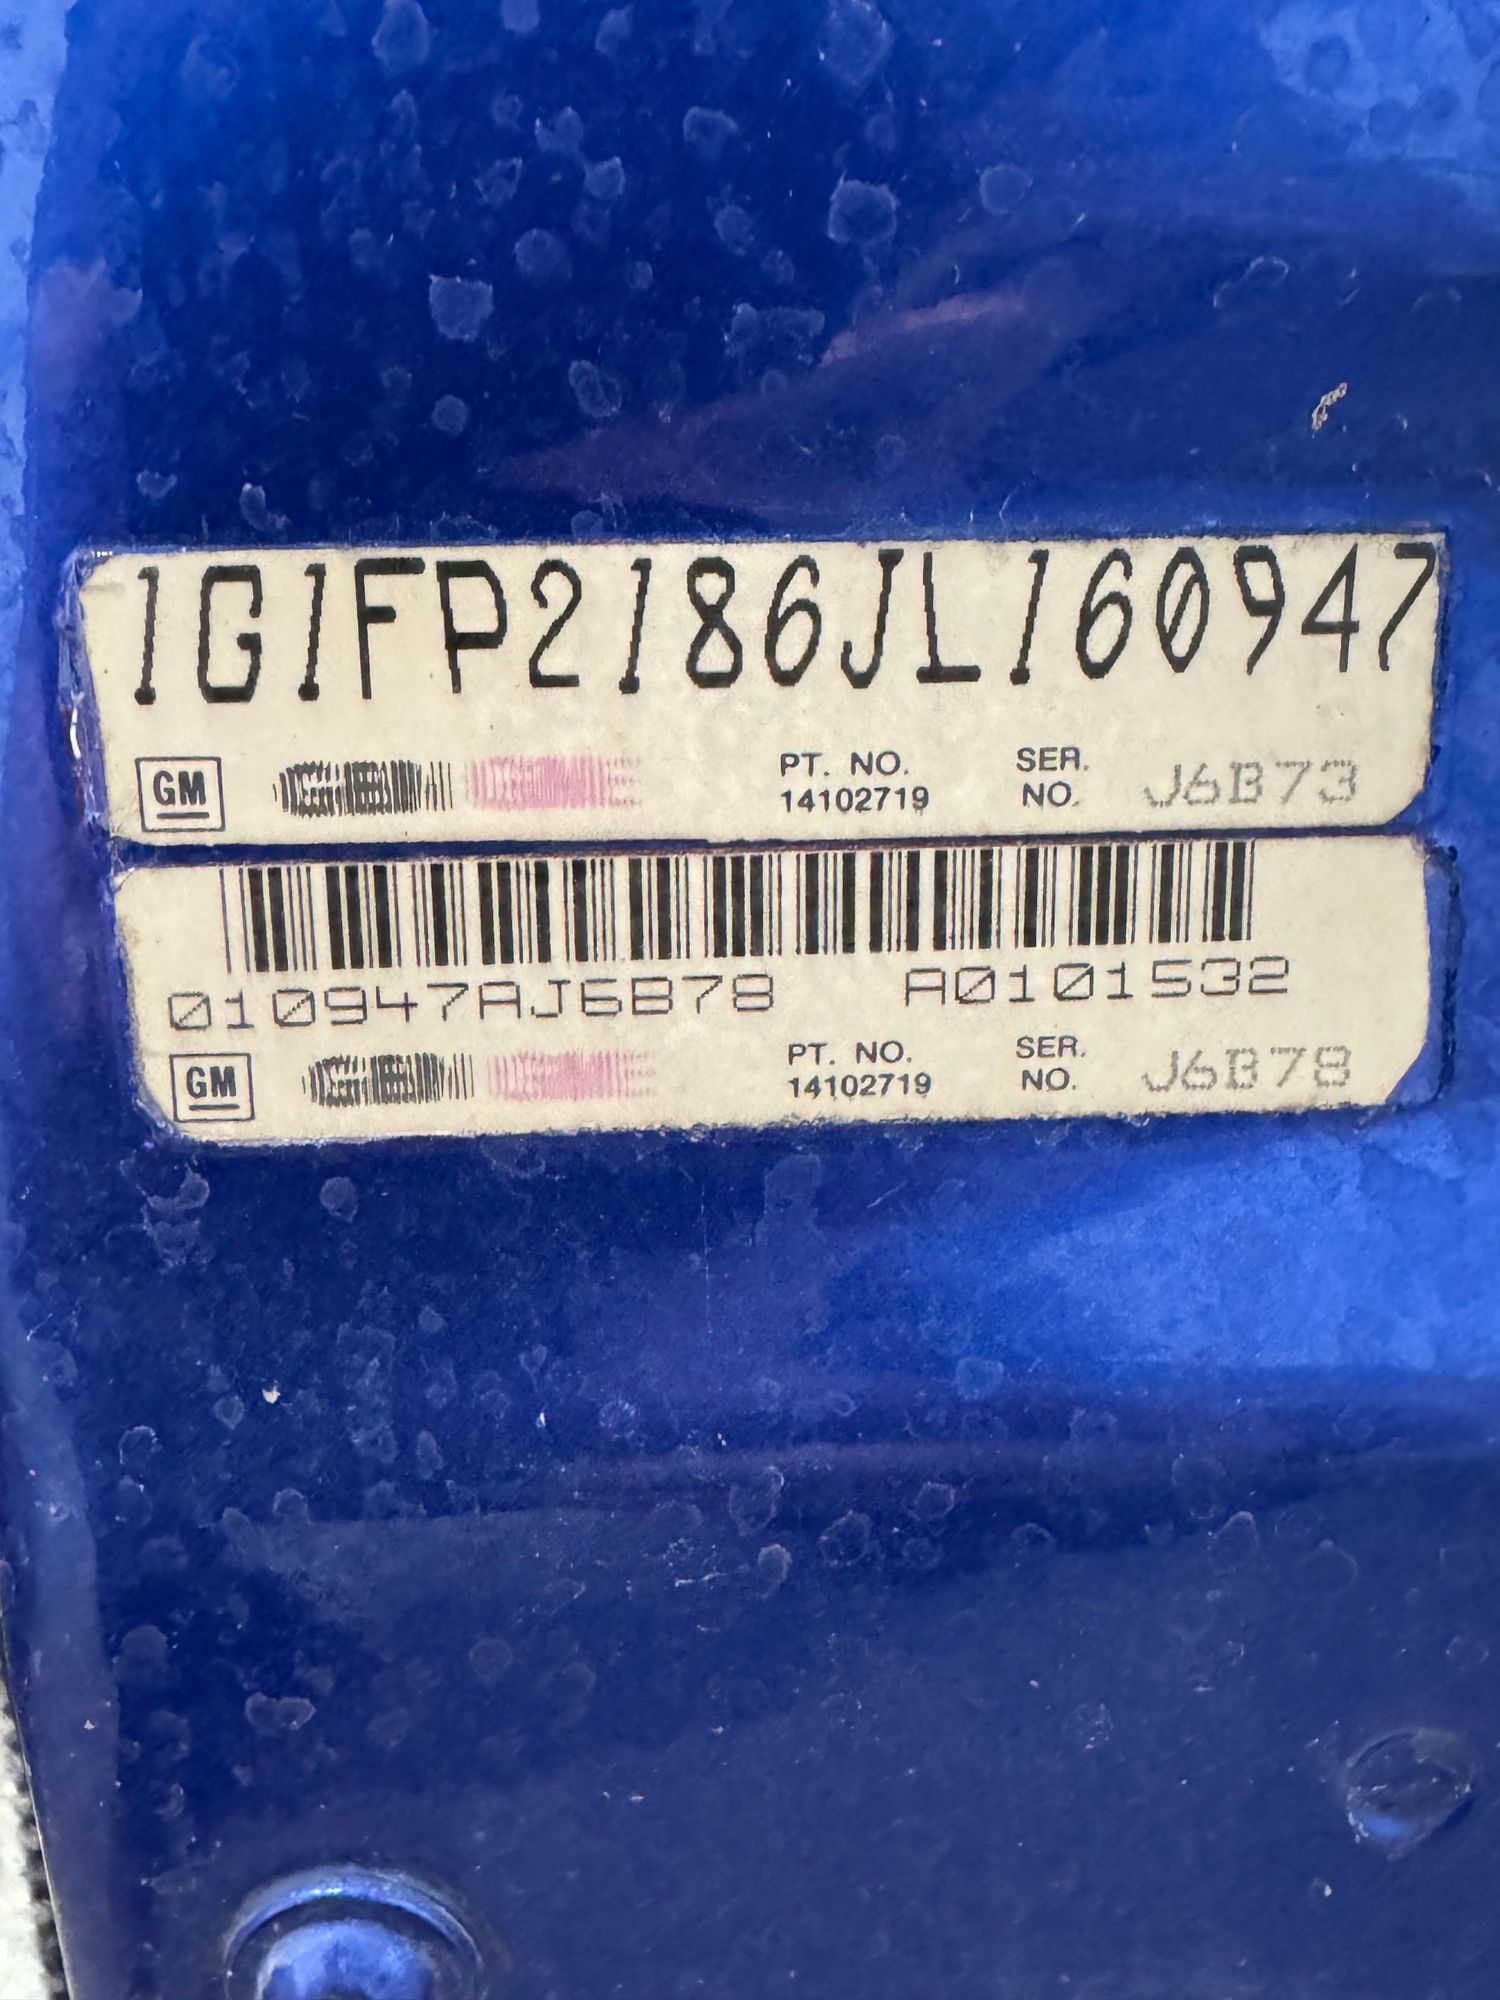 1G1FP2186JL160947
GM PT. NO. 14102719 SER. NO. J6B73
010947AJ6B78 A0101532
GM PT. NO. 14102719 SER. NO. J6B78